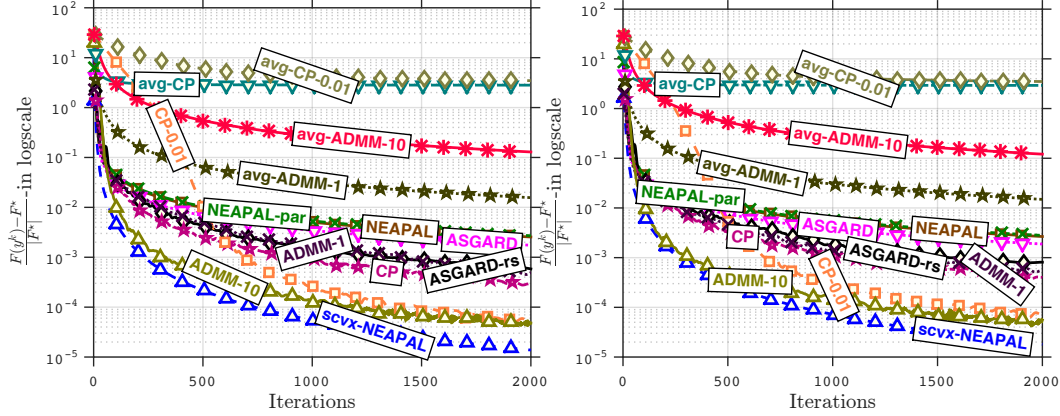 10^2
10^1
10^0
10^-1
10^-2
10^-3
10^-4
10^-5
F(y^k)−F^⋆ / |F^⋆| -in logscale
0
500
1000
1500
2000
Iterations
avg-CP-0.01
avg-CP
CP-0.01
avg-ADMM-10
avg-ADMM-1
NEAPAL-par
NEAPAL
ASGARD
ADMM-1
CP
ASGARD-rs
ADMM-10
scvx-NEAPAL
10^2
10^1
10^0
10^-1
10^-2
10^-3
10^-4
10^-5
F(y^k)−F^⋆ / |F^⋆| -in logscale
0
500
1000
1500
2000
Iterations
avg-CP-0.01
avg-CP
avg-ADMM-10
avg-ADMM-1
NEAPAL-par
ASGARD
NEAPAL
CP
ASGARD-rs
ADMM-1
ADMM-10
CP-0.01
scvx-NEAPAL